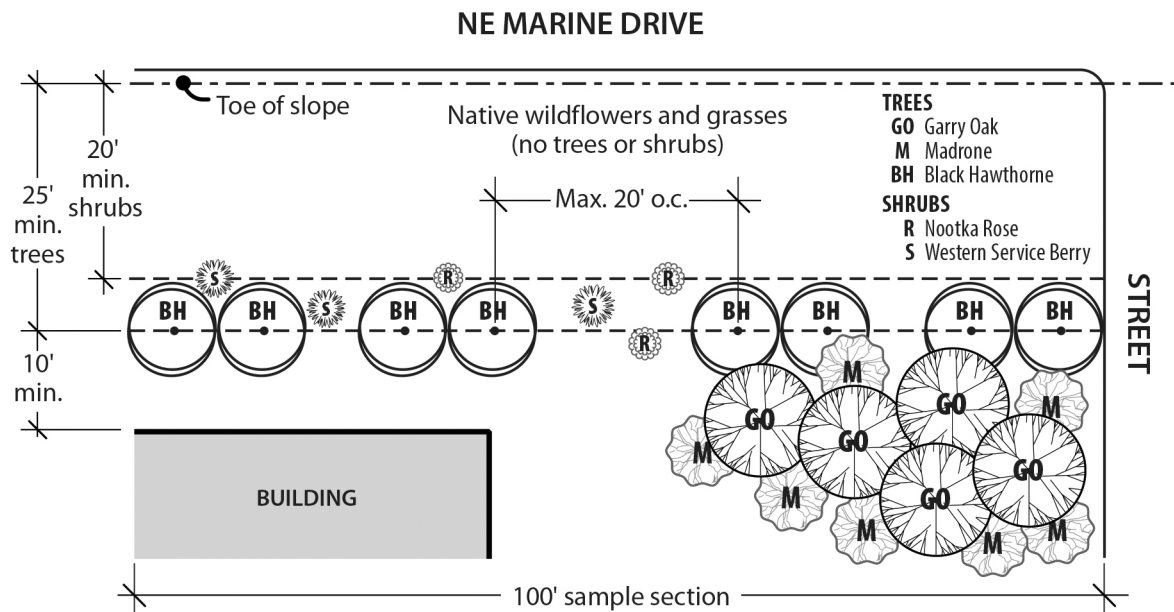 NE MARINE DRIVE
Toe of slope
Native wildflowers and grasses
(no trees or shrubs)
TREES
GO Garry Oak
M Madrone
BH Black Hawthorne
SHRUBS
R Nootka Rose
S Western Service Berry
25'
min.
trees
20'
min.
shrubs
Max. 20' o.c.
S
R
R
S
S
BH
BH
BH
BH
BH
BH
BH
BH
R
STREET
10'
min.
M
GO
GO
M
GO
GO
M
GO
M
M
M
M
BUILDING
100' sample section